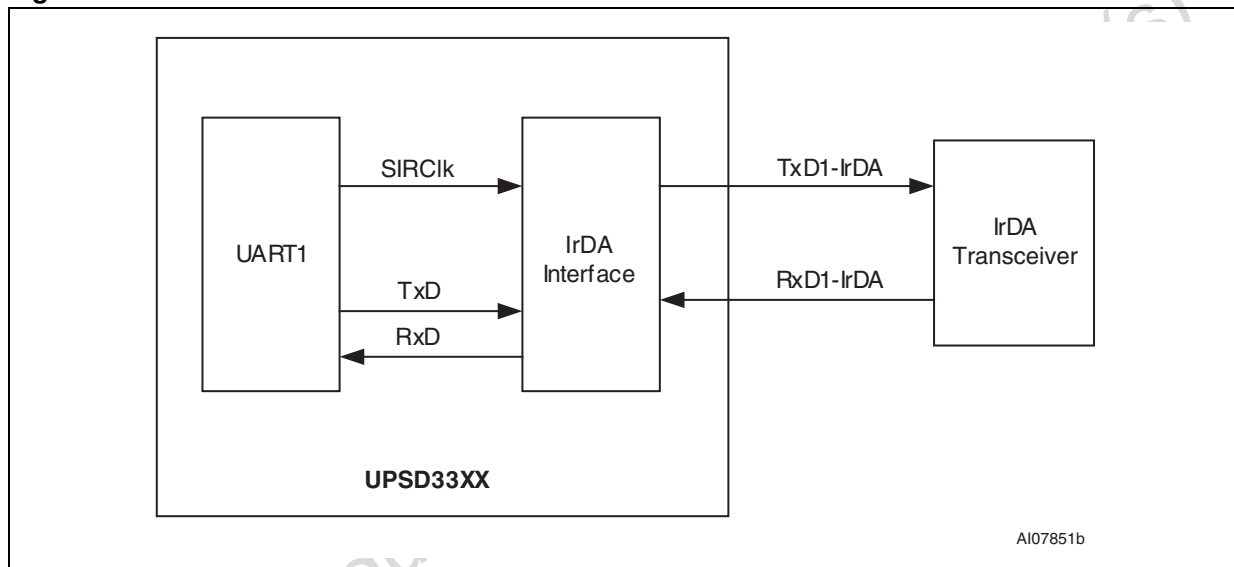 SIRClk
TxD1-IrDA
UART1
IrDA
Interface
IrDA
Transceiver
TxD
RxD1-IrDA
RxD
UPSD33XX
AI07851b